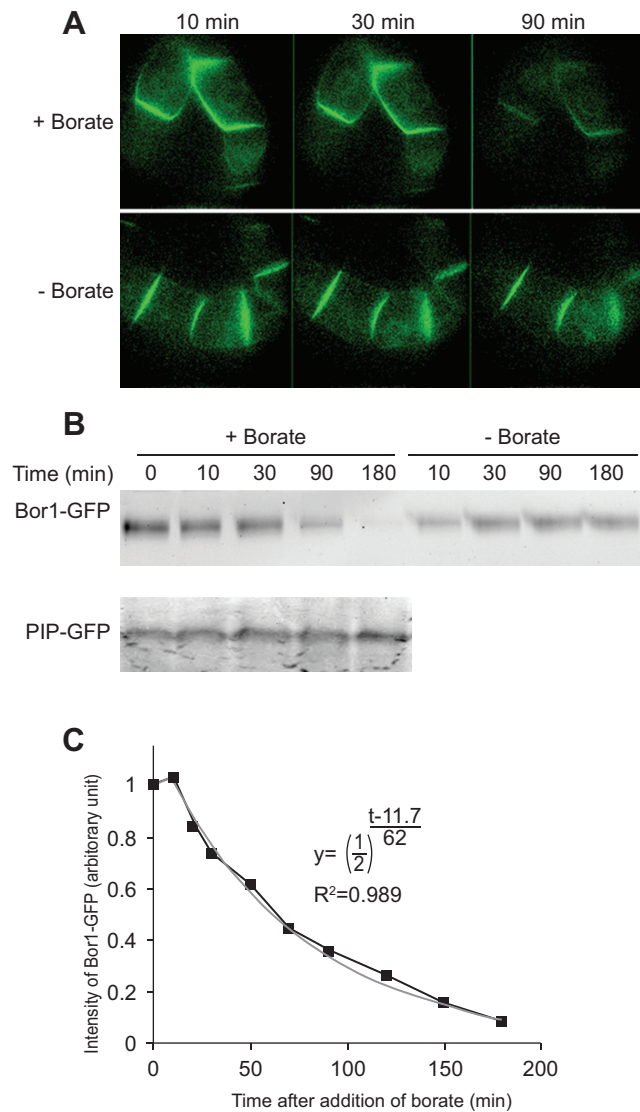 A
10 min 30 min 90 min
+ Borate
- Borate
B
+ Borate - Borate
Time (min) 0 10 30 90 180 10 30 90 180
Bor1-GFP
PIP-GFP
C
Intensity of Bor1-GFP (arbitorary unit)
1
0.8
0.6
0.4
0.2
0
y= (1/2)^((t-11.7)/62)
R²=0.989
0 50 100 150 200
Time after addition of borate (min)